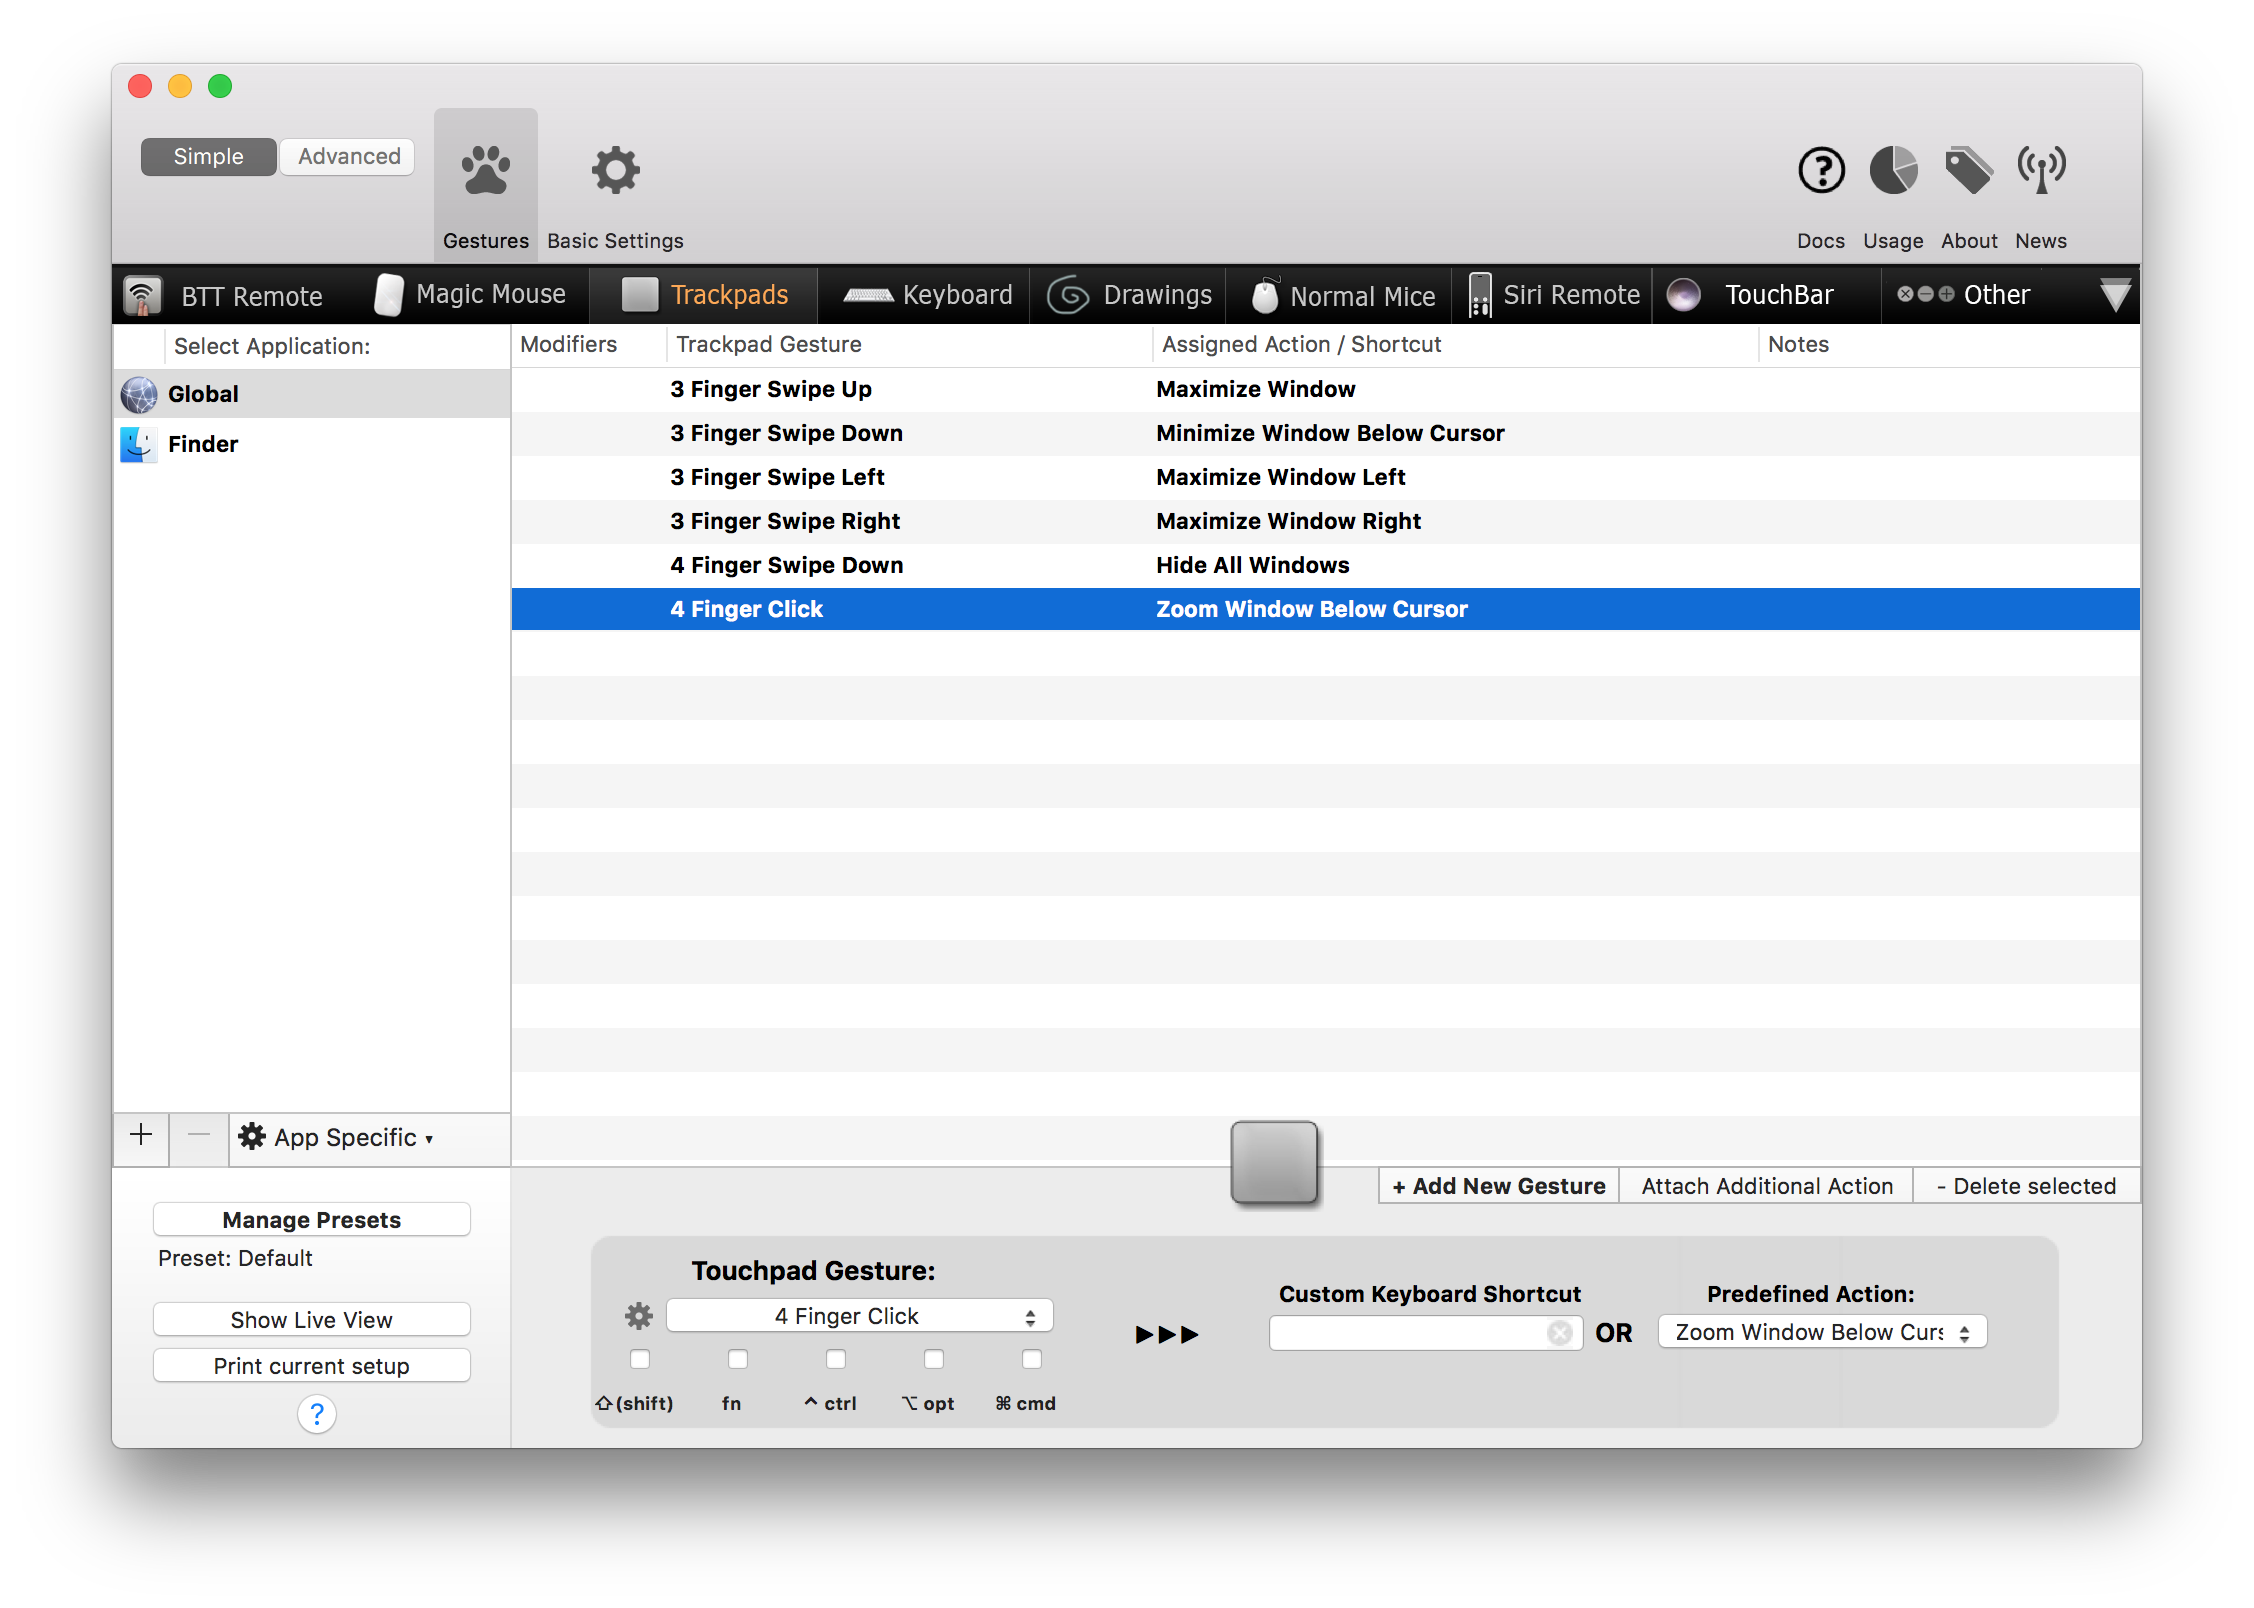 Simple Advanced
Gestures Basic Settings Docs Usage About News
BTT Remote Magic Mouse Trackpads Keyboard Drawings Normal Mice Siri Remote TouchBar Other
Select Application: Modifiers Trackpad Gesture Assigned Action / Shortcut Notes
Global
Finder
3 Finger Swipe Up Maximize Window
3 Finger Swipe Down Minimize Window Below Cursor
3 Finger Swipe Left Maximize Window Left
3 Finger Swipe Right Maximize Window Right
4 Finger Swipe Down Hide All Windows
4 Finger Click Zoom Window Below Cursor
+ − App Specific ▾
+ Add New Gesture Attach Additional Action - Delete selected
Manage Presets
Preset: Default
Show Live View
Print current setup
?
Touchpad Gesture:
4 Finger Click
⇧(shift) fn ^ ctrl ⌥ opt ⌘ cmd
▶▶▶
Custom Keyboard Shortcut
OR
Predefined Action:
Zoom Window Below Curs